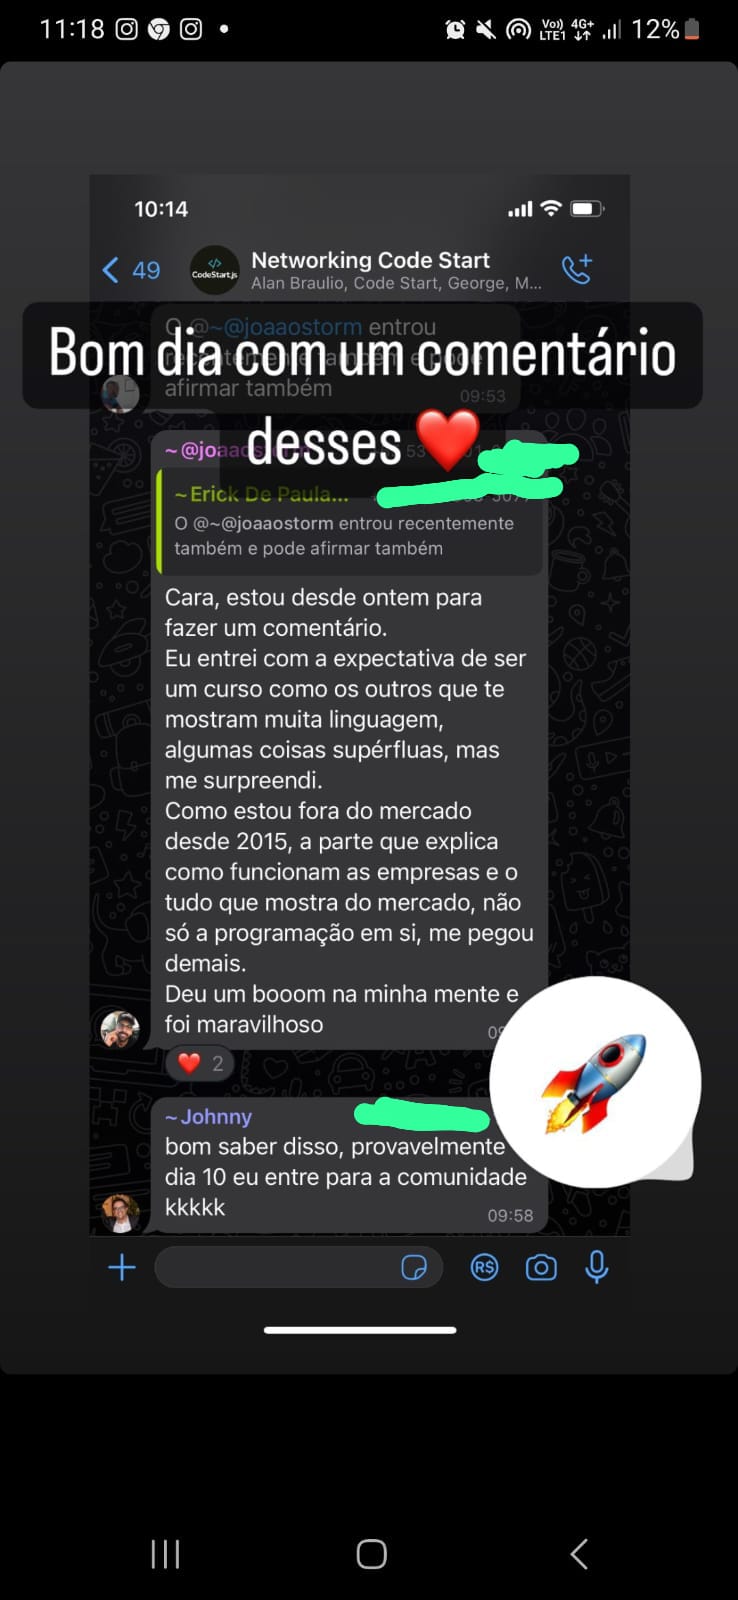 11:18
Vo))
LTE1
4G+
12%
10:14
49
</>
CodeStart.js
Networking Code Start
Alan Braulio, Code Start, George, M...
O @~@joaaostorm entrou
recentemente também e pode
afirmar também
09:53
Bom dia com um comentário
desses ❤️
~Erick De Paula...
O @~@joaaostorm entrou recentemente
também e pode afirmar também
Cara, estou desde ontem para
fazer um comentário.
Eu entrei com a expectativa de ser
um curso como os outros que te
mostram muita linguagem,
algumas coisas supérfluas, mas
me surpreendi.
Como estou fora do mercado
desde 2015, a parte que explica
como funcionam as empresas e o
tudo que mostra do mercado, não
só a programação em si, me pegou
demais.
Deu um booom na minha mente e
foi maravilhoso
❤️ 2
~Johnny
bom saber disso, provavelmente
dia 10 eu entre para a comunidade
kkkkk
09:58
R$